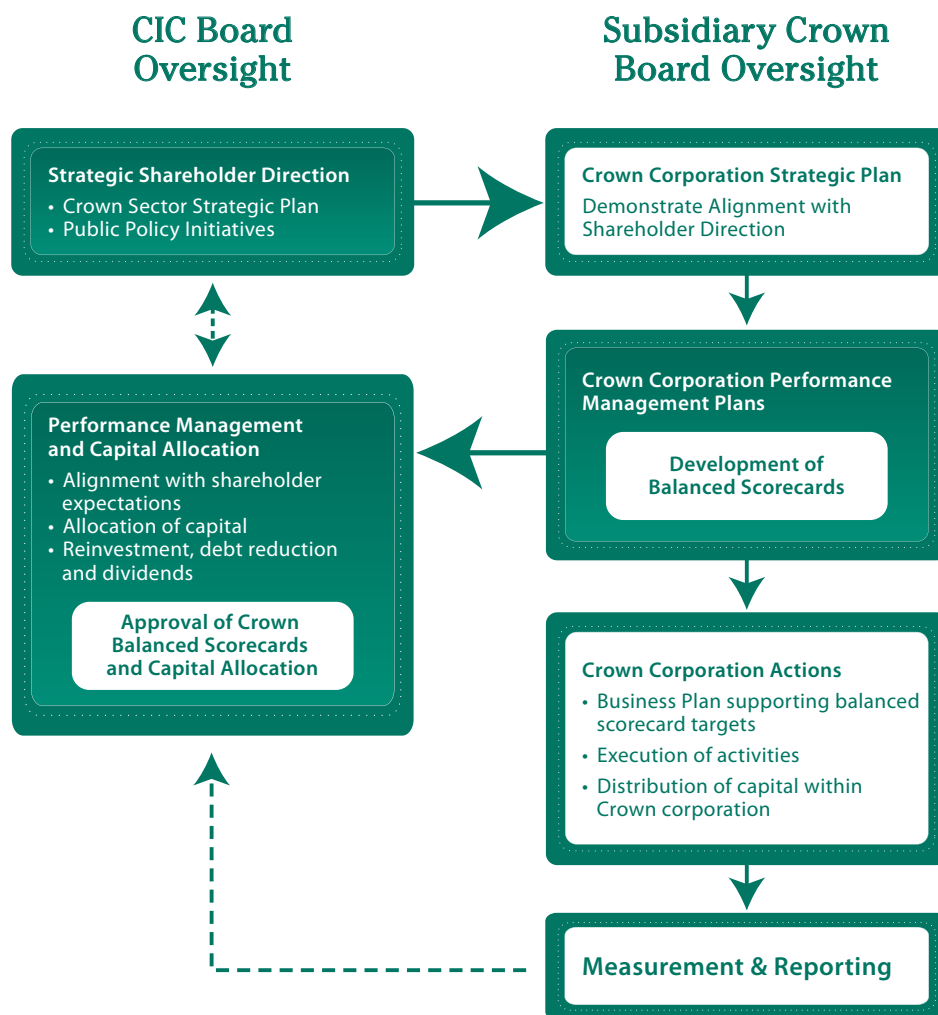 CIC Board
Oversight
Subsidiary Crown
Board Oversight
Strategic Shareholder Direction
• Crown Sector Strategic Plan
• Public Policy Initiatives
Crown Corporation Strategic Plan
Demonstrate Alignment with
Shareholder Direction
Performance Management
and Capital Allocation
• Alignment with shareholder
expectations
• Allocation of capital
• Reinvestment, debt reduction
and dividends
Approval of Crown
Balanced Scorecards
and Capital Allocation
Crown Corporation Performance
Management Plans
Development of
Balanced Scorecards
Crown Corporation Actions
• Business Plan supporting balanced
scorecard targets
• Execution of activities
• Distribution of capital within
Crown corporation
Measurement & Reporting